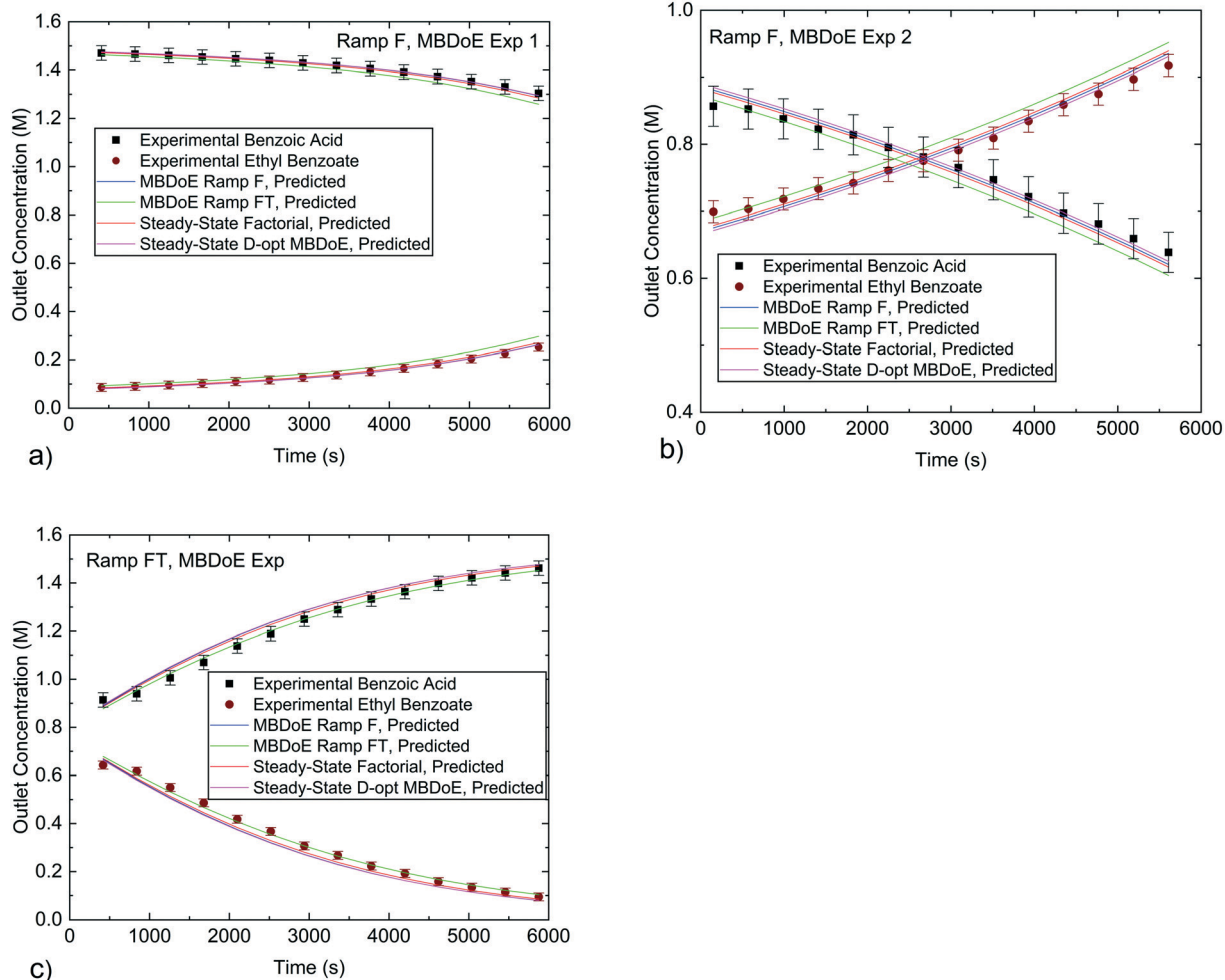 Ramp F, MBDoE Exp 1
Outlet Concentration (M)
1.6
1.4
1.2
1.0
0.8
0.6
0.4
0.2
0.0
Experimental Benzoic Acid
Experimental Ethyl Benzoate
MBDoE Ramp F, Predicted
MBDoE Ramp FT, Predicted
Steady-State Factorial, Predicted
Steady-State D-opt MBDoE, Predicted
0 1000 2000 3000 4000 5000 6000
Time (s)
a)
Ramp F, MBDoE Exp 2
Outlet Concentration (M)
1.0
0.8
0.6
0.4
Experimental Benzoic Acid
Experimental Ethyl Benzoate
MBDoE Ramp F, Predicted
MBDoE Ramp FT, Predicted
Steady-State Factorial, Predicted
Steady-State D-opt MBDoE, Predicted
0 1000 2000 3000 4000 5000 6000
Time (s)
b)
Ramp FT, MBDoE Exp
Outlet Concentration (M)
1.6
1.4
1.2
1.0
0.8
0.6
0.4
0.2
0.0
Experimental Benzoic Acid
Experimental Ethyl Benzoate
MBDoE Ramp F, Predicted
MBDoE Ramp FT, Predicted
Steady-State Factorial, Predicted
Steady-State D-opt MBDoE, Predicted
0 1000 2000 3000 4000 5000 6000
Time (s)
c)